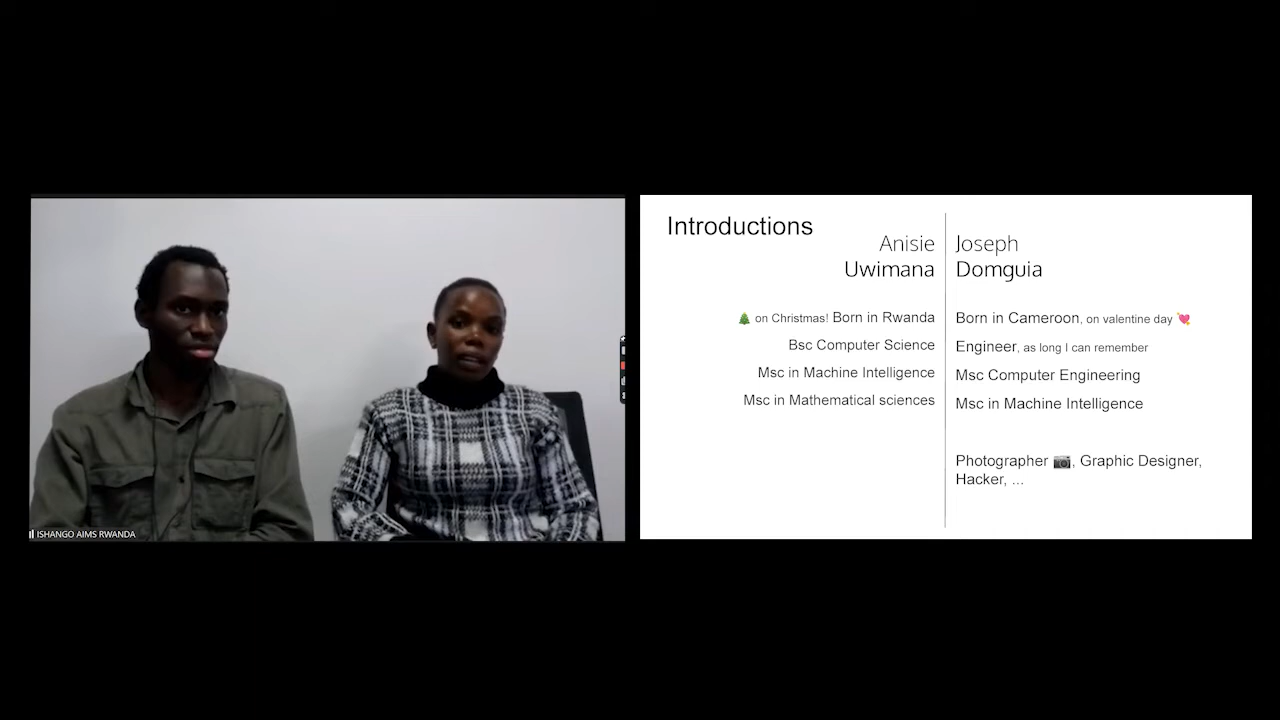 Introductions
Anisie
Uwimana
🎄 on Christmas! Born in Rwanda
Bsc Computer Science
Msc in Machine Intelligence
Msc in Mathematical sciences
Joseph
Domguia
Born in Cameroon, on valentine day 💘
Engineer, as long I can remember
Msc Computer Engineering
Msc in Machine Intelligence
Photographer 📷, Graphic Designer,
Hacker, ...
ISHANGO AIMS RWANDA